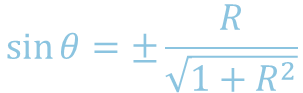 sin θ = ± R / √(1 + R²)